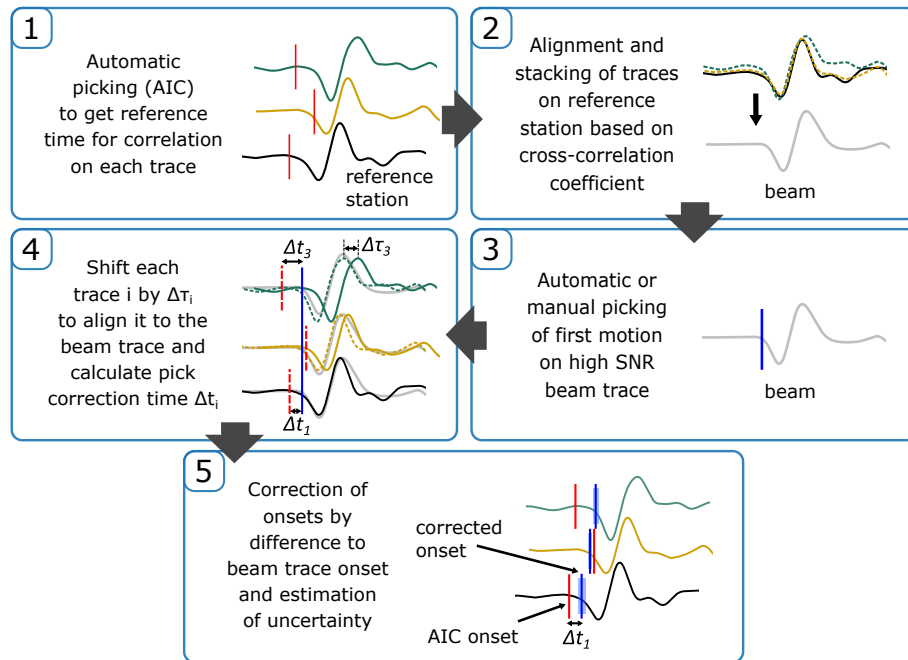 1
Automatic
picking (AIC)
to get reference
time for correlation
on each trace
reference
station
2
Alignment and
stacking of traces
on reference
station based on
cross-correlation
coefficient
beam
4
Shift each
trace i by Δτᵢ
to align it to the
beam trace and
calculate pick
correction time Δtᵢ
Δt₃
Δτ₃
Δt₁
3
Automatic or
manual picking
of first motion
on high SNR
beam trace
beam
5
Correction of
onsets by
difference to
beam trace onset
and estimation
of uncertainty
corrected
onset
AIC onset
Δt₁